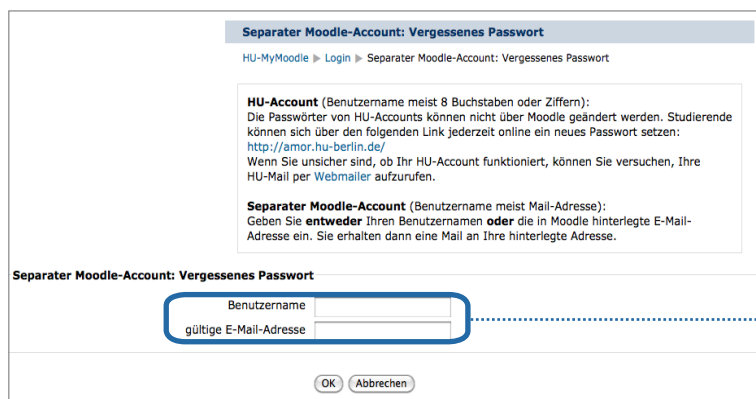 Separater Moodle-Account: Vergessenes Passwort
HU-MyMoodle ▶ Login ▶ Separater Moodle-Account: Vergessenes Passwort
HU-Account (Benutzername meist 8 Buchstaben oder Ziffern):
Die Passwörter von HU-Accounts können nicht über Moodle geändert werden. Studierende
können sich über den folgenden Link jederzeit online ein neues Passwort setzen:
http://amor.hu-berlin.de/
Wenn Sie unsicher sind, ob Ihr HU-Account funktioniert, können Sie versuchen, Ihre
HU-Mail per Webmailer aufzurufen.
Separater Moodle-Account (Benutzername meist Mail-Adresse):
Geben Sie entweder Ihren Benutzernamen oder die in Moodle hinterlegte E-Mail-
Adresse ein. Sie erhalten dann eine Mail an Ihre hinterlegte Adresse.
Separater Moodle-Account: Vergessenes Passwort
Benutzername
gültige E-Mail-Adresse
OK Abbrechen